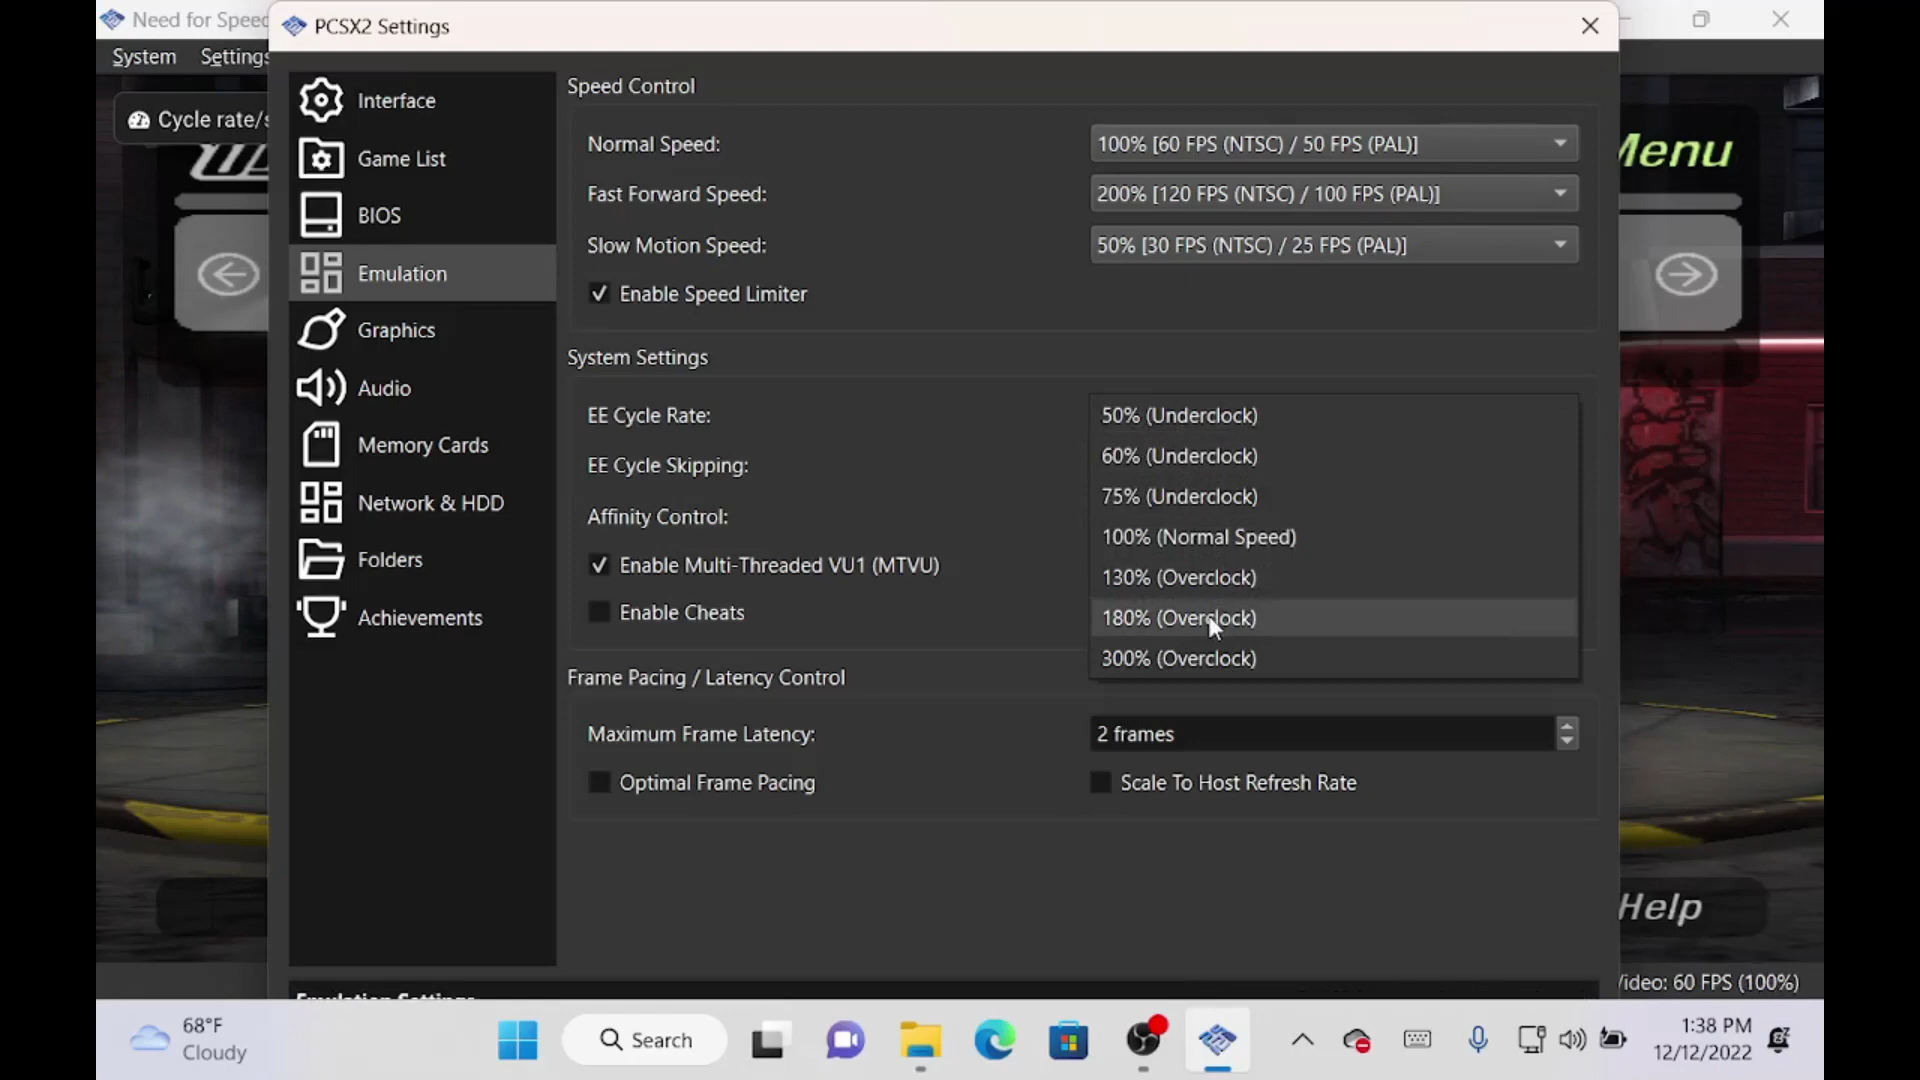 Need for Speed
PCSX2 Settings
System Settings
Cycle rate/s
Menu
Interface
Game List
BIOS
Emulation
Graphics
Audio
Memory Cards
Network & HDD
Folders
Achievements
Speed Control
Normal Speed: 100% [60 FPS (NTSC) / 50 FPS (PAL)]
Fast Forward Speed: 200% [120 FPS (NTSC) / 100 FPS (PAL)]
Slow Motion Speed: 50% [30 FPS (NTSC) / 25 FPS (PAL)]
Enable Speed Limiter
System Settings
EE Cycle Rate: 50% (Underclock)
60% (Underclock)
EE Cycle Skipping:
75% (Underclock)
Affinity Control:
100% (Normal Speed)
Enable Multi-Threaded VU1 (MTVU)
130% (Overclock)
Enable Cheats
180% (Overclock)
300% (Overclock)
Frame Pacing / Latency Control
Maximum Frame Latency: 2 frames
Optimal Frame Pacing Scale To Host Refresh Rate
Help
Emulation Settings
Video: 60 FPS (100%)
68°F
Cloudy
Search
1:38 PM
12/12/2022